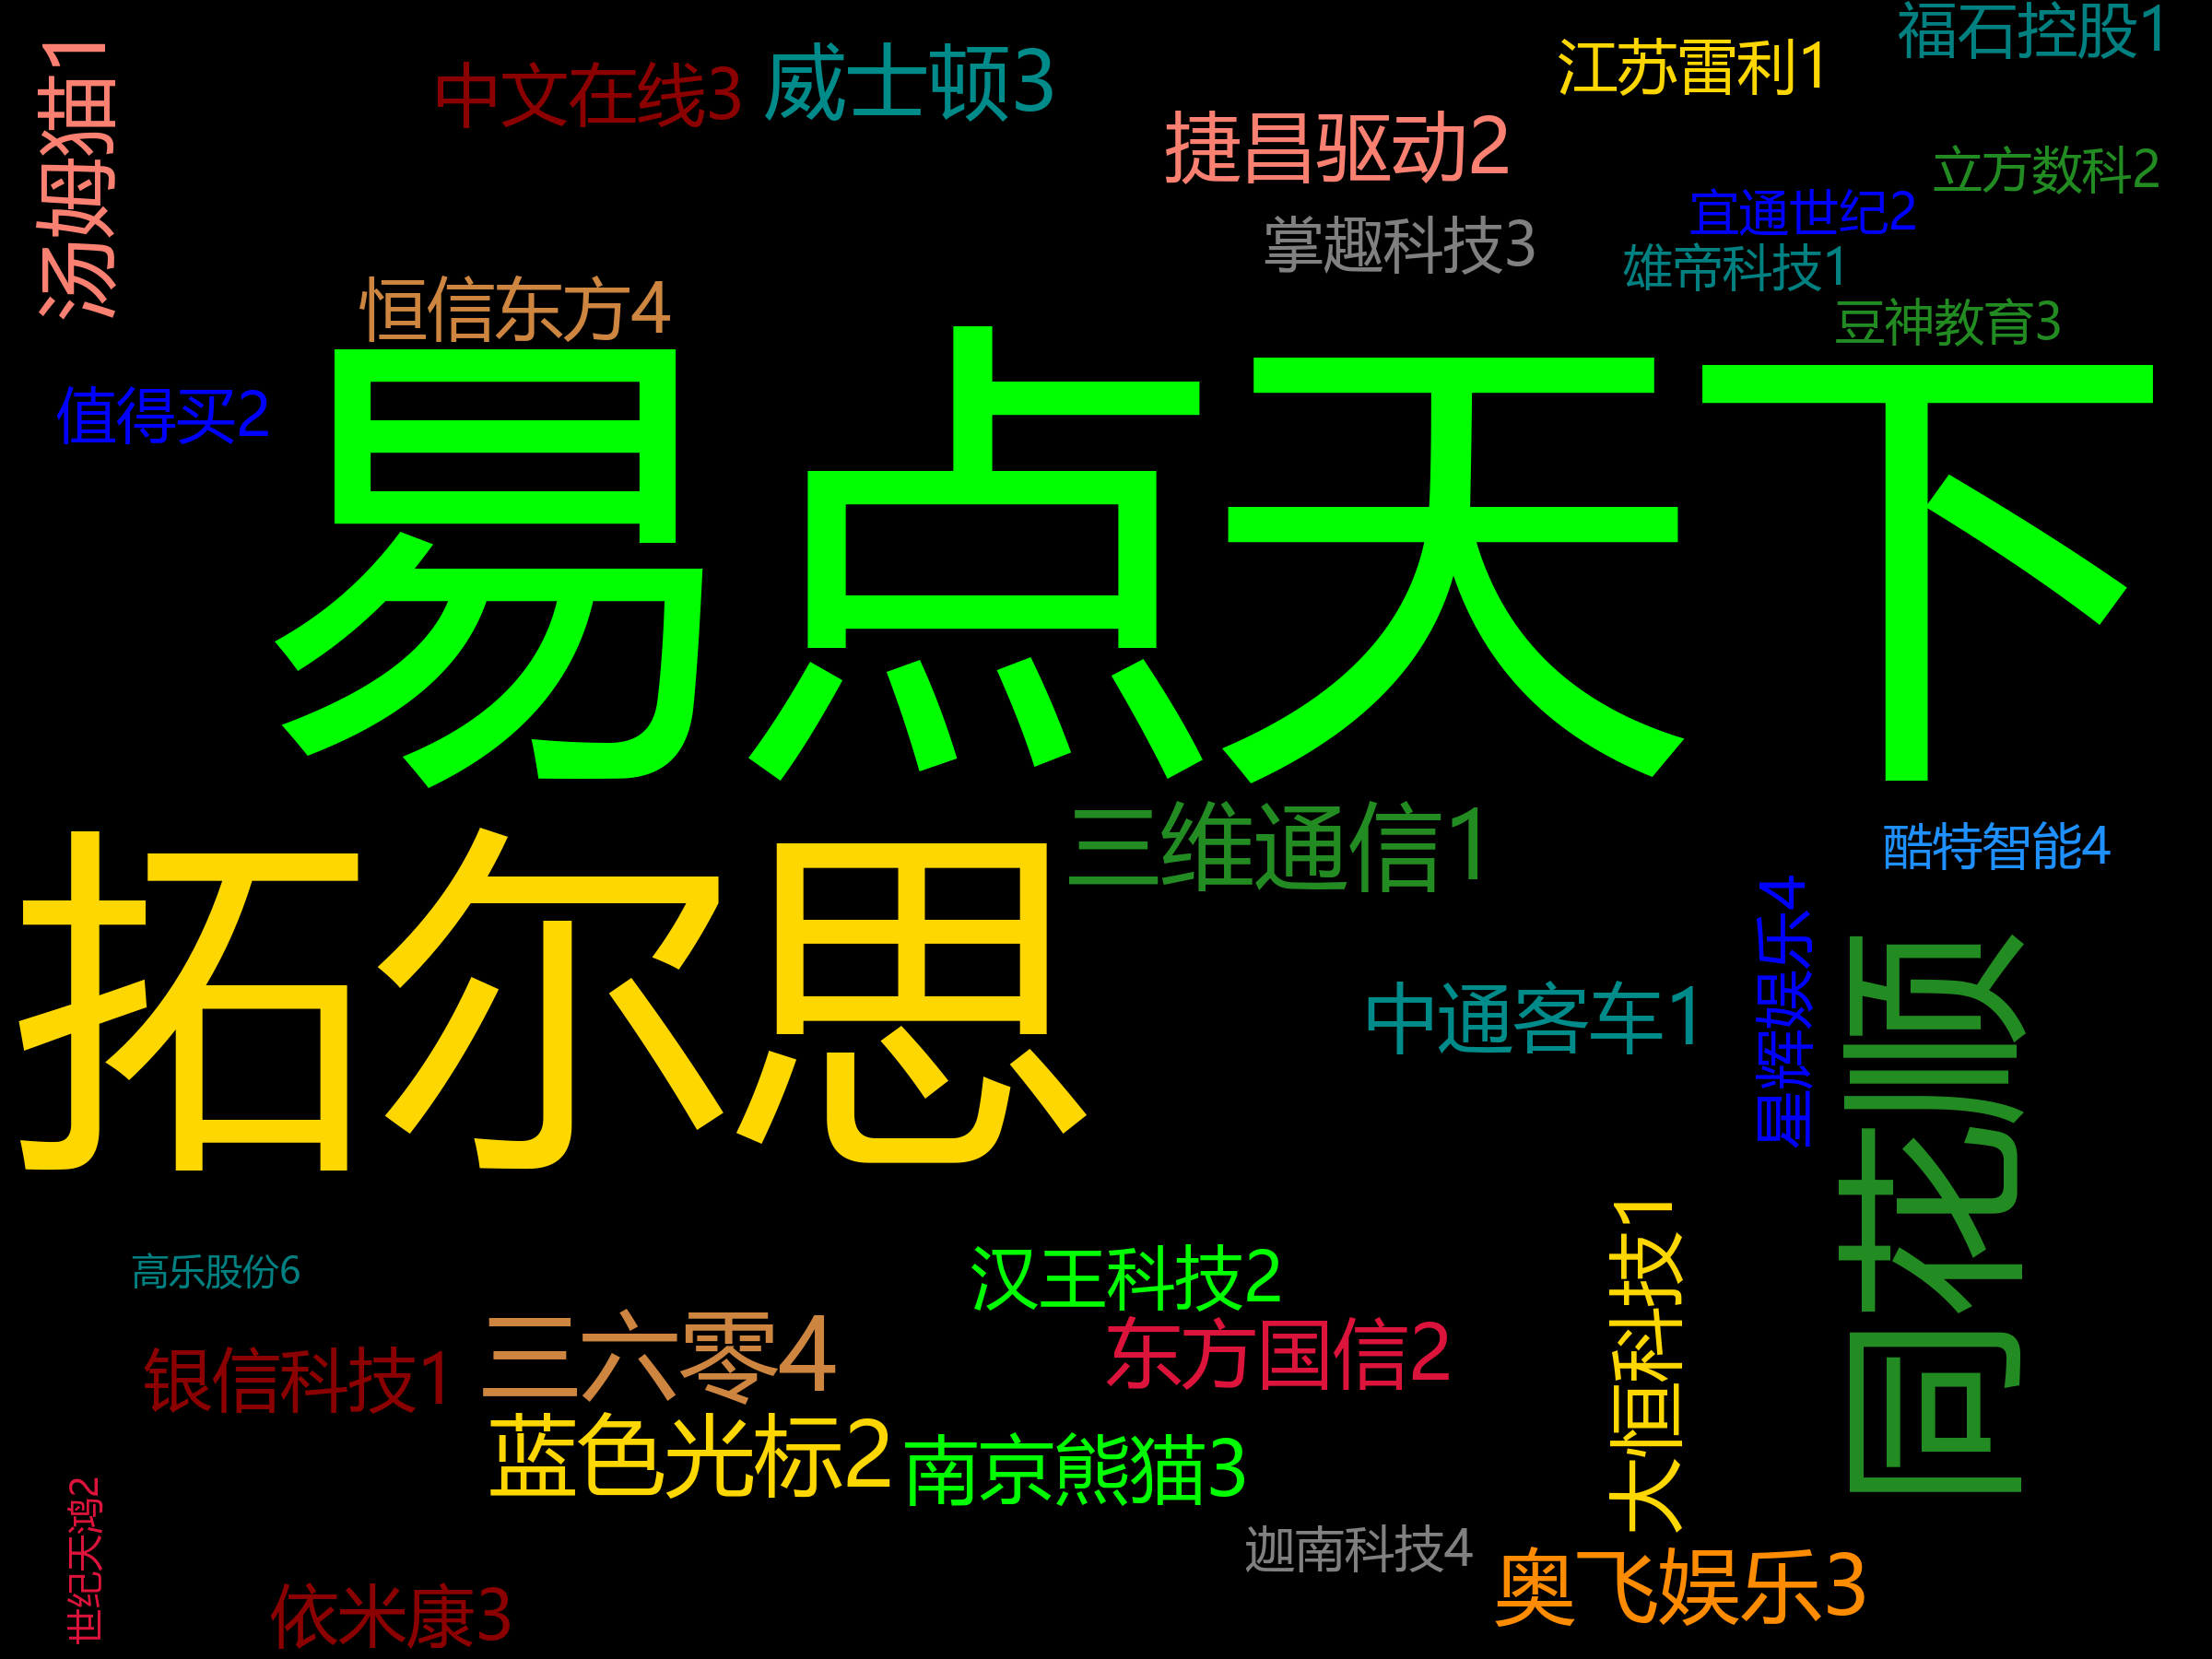 福石控股1
汤姆猫1
中文在线3
威士顿3
江苏雷利1
捷昌驱动2
立方数科2
宜通世纪2
掌趣科技3
雄帝科技1
恒信东方4
豆神教育3
值得买2
易点天下
三维通信1
酷特智能4
拓尔思
星辉娱乐4
同花顺
中通客车1
大恒科技1
汉王科技2
高乐股份6
三六零4
东方国信2
银信科技1
蓝色光标2
南京熊猫3
世纪天鸿2
迦南科技4
奥飞娱乐3
依米康3